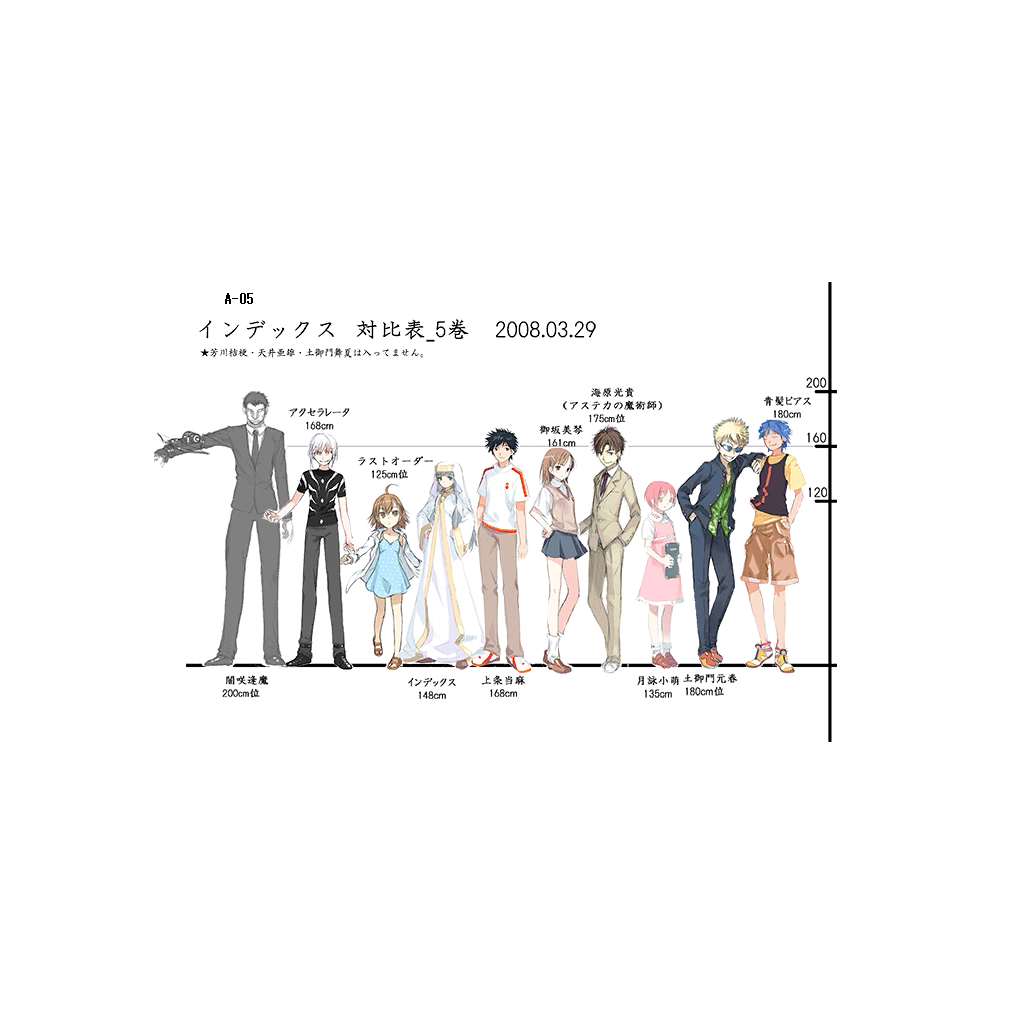 A-05
インデックス 対比表_5巻 2008.03.29
★芳川桔梗・天井亜雄・土御門舞夏は入ってません。
200
160
120
アクセラレータ
168cm
ラストオーダー
125cm位
御坂美琴
161cm
海原光貴
(アステカの魔術師)
175cm位
青髪ピアス
180cm
闇咲逢魔
200cm位
インデックス
148cm
上条当麻
168cm
月詠小萌
135cm
土御門元春
180cm位